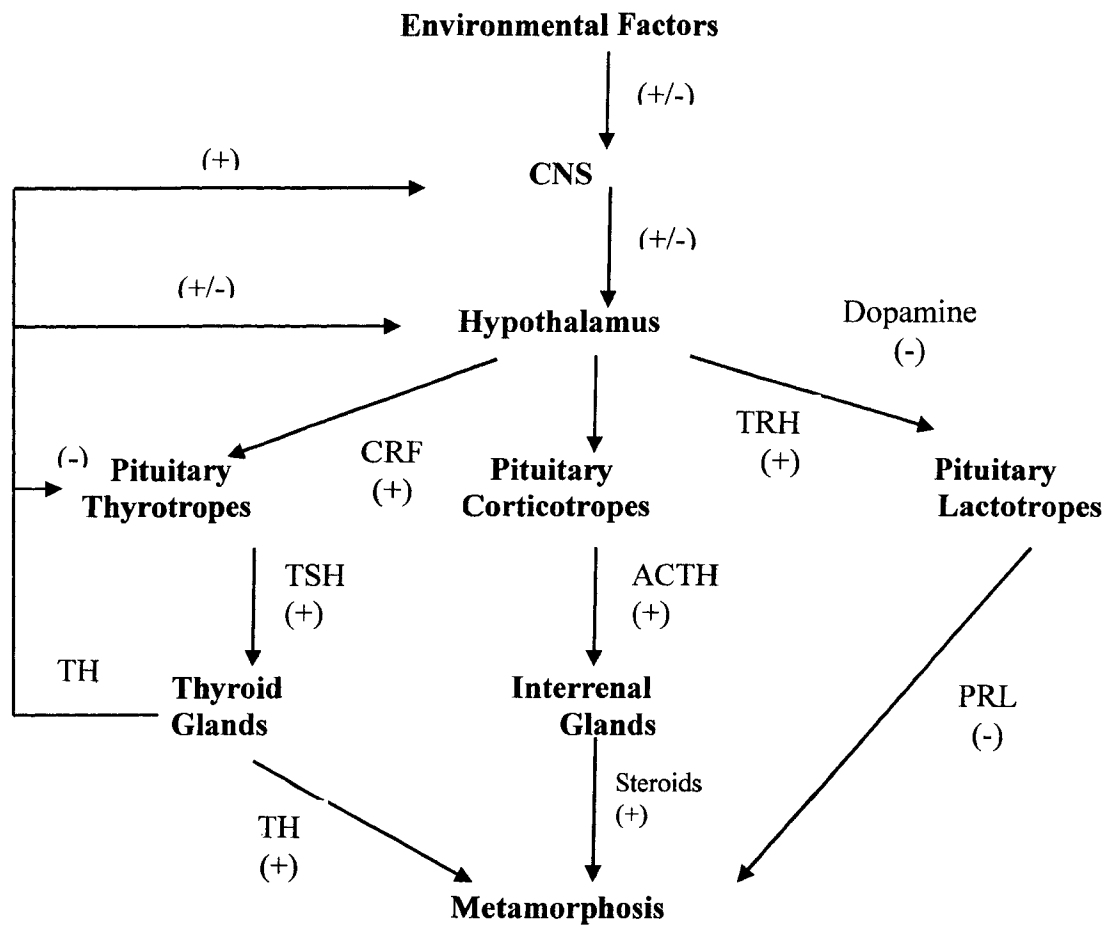 Environmental Factors
(+/-)
(+)
CNS
(+/-)
(+/-)
Hypothalamus
Dopamine
(-)
TRH
(+)
CRF
(+)
(-)
Pituitary
Thyrotropes
Pituitary
Corticotropes
Pituitary
Lactotropes
TSH
(+)
ACTH
(+)
TH
Thyroid
Glands
Interrenal
Glands
PRL
(-)
Steroids
(+)
TH
(+)
Metamorphosis